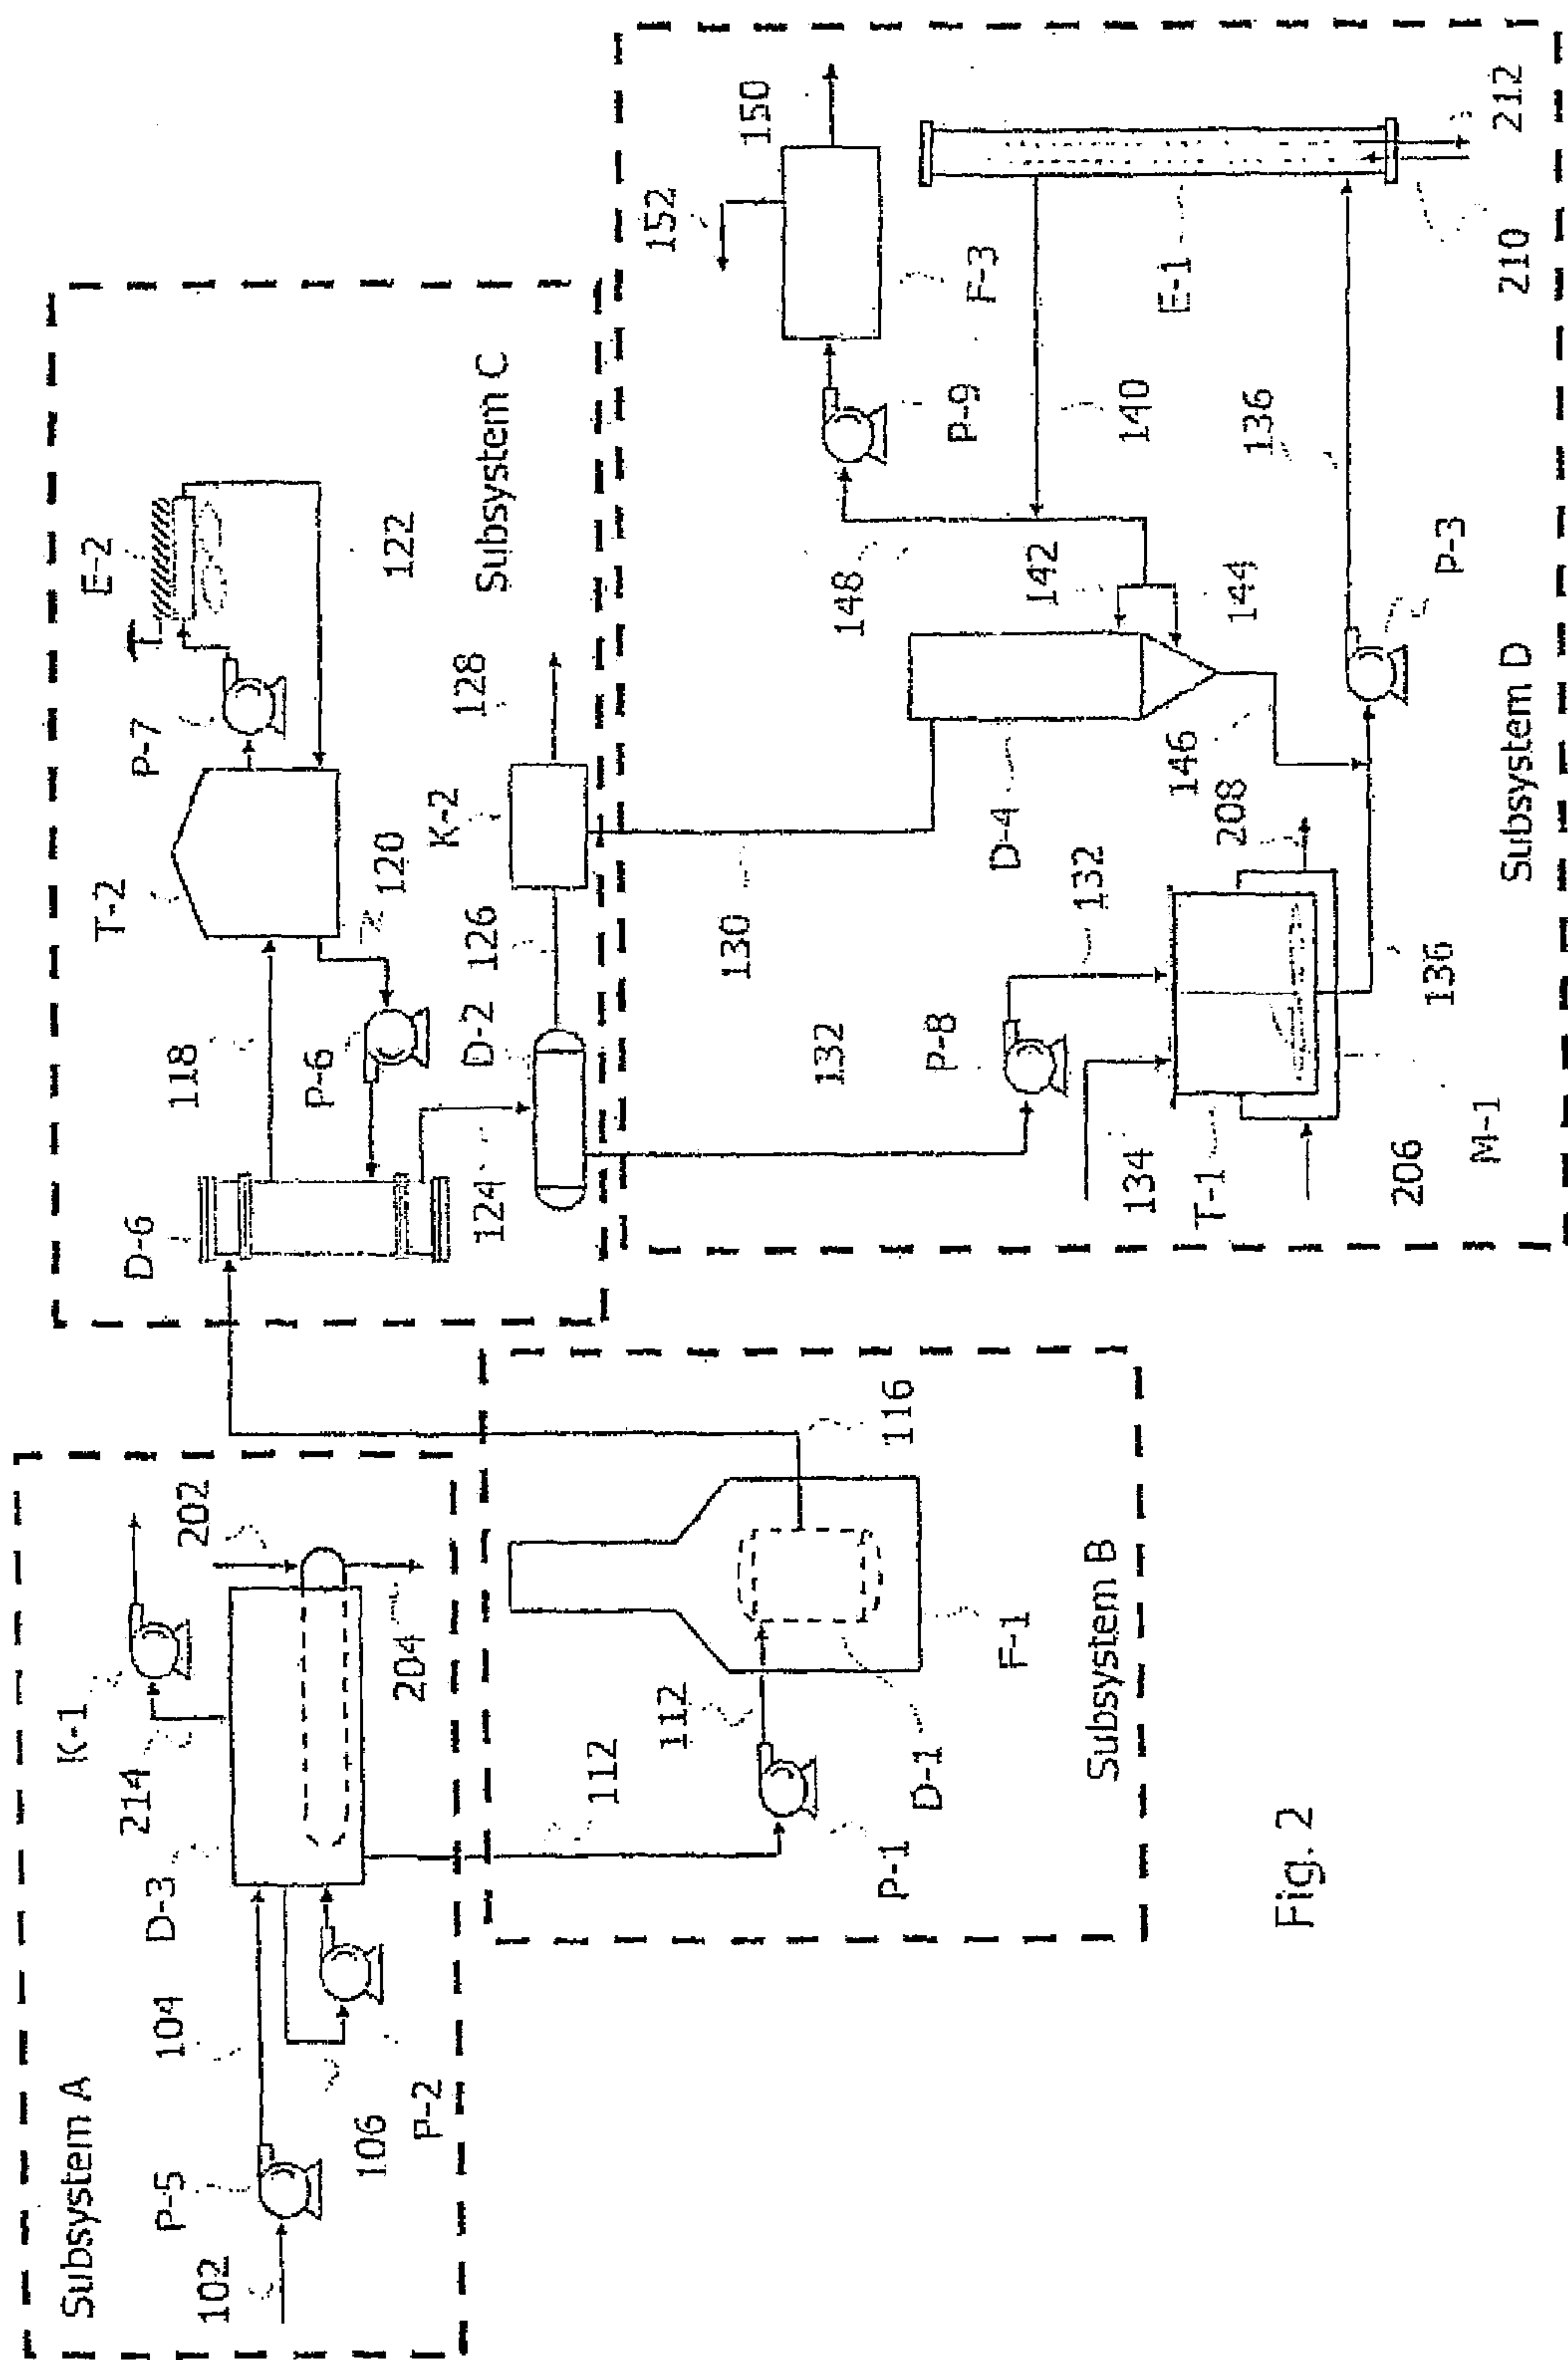 Subsystem A
102
P-5
104
106
P-2
D-3
214
K-1
202
204
112
Subsystem B
P-1
112
D-1
F-1
116
Subsystem C
D-6
118
T-2
P-7
E-2
122
120
P-6
124
D-2
126
K-2
128
Subsystem D
130
132
P-8
132
134
T-1
206
M-1
208
136
146
D-4
144
142
148
P-3
136
140
P-9
F-3
E-1
152
150
210
212
Fig. 2